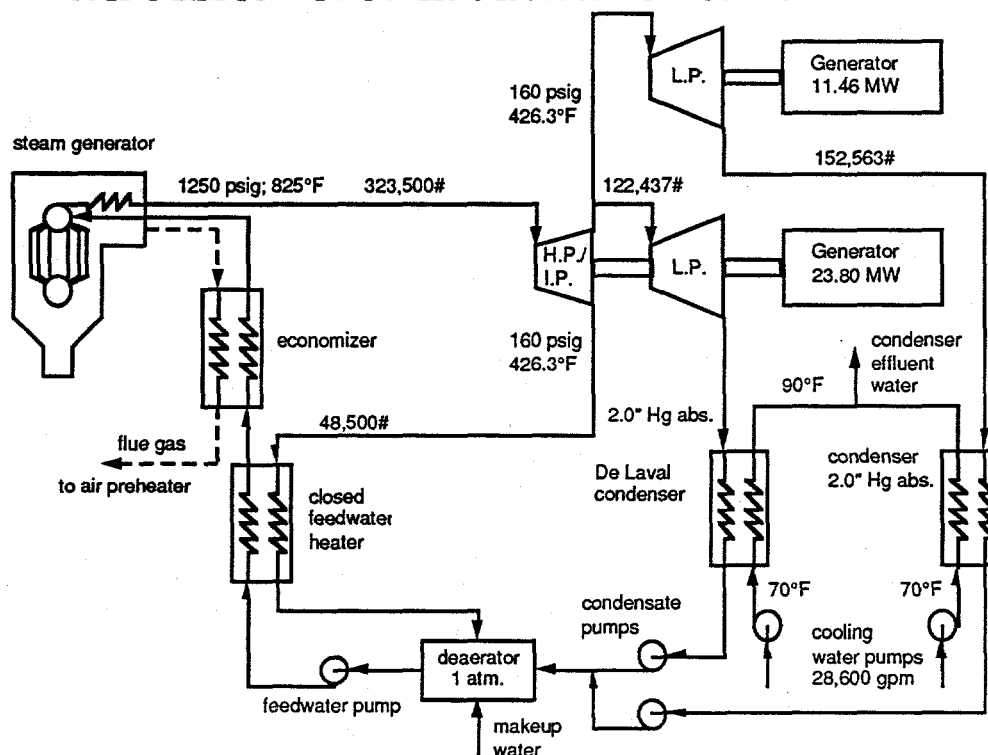 Generator
11.46 MW
L.P.
160 psig
426.3°F
steam generator
152,563#
1250 psig; 825°F
323,500#
122,437#
H.P./
I.P.
L.P.
Generator
23.80 MW
economizer
160 psig
426.3°F
condenser
effluent
water
90°F
2.0" Hg abs.
48,500#
flue gas
to air preheater
De Laval
condenser
condenser
2.0" Hg abs.
closed
feedwater
heater
70°F
70°F
condensate
pumps
cooling
water pumps
28,600 gpm
deaerator
1 atm.
feedwater pump
makeup
water